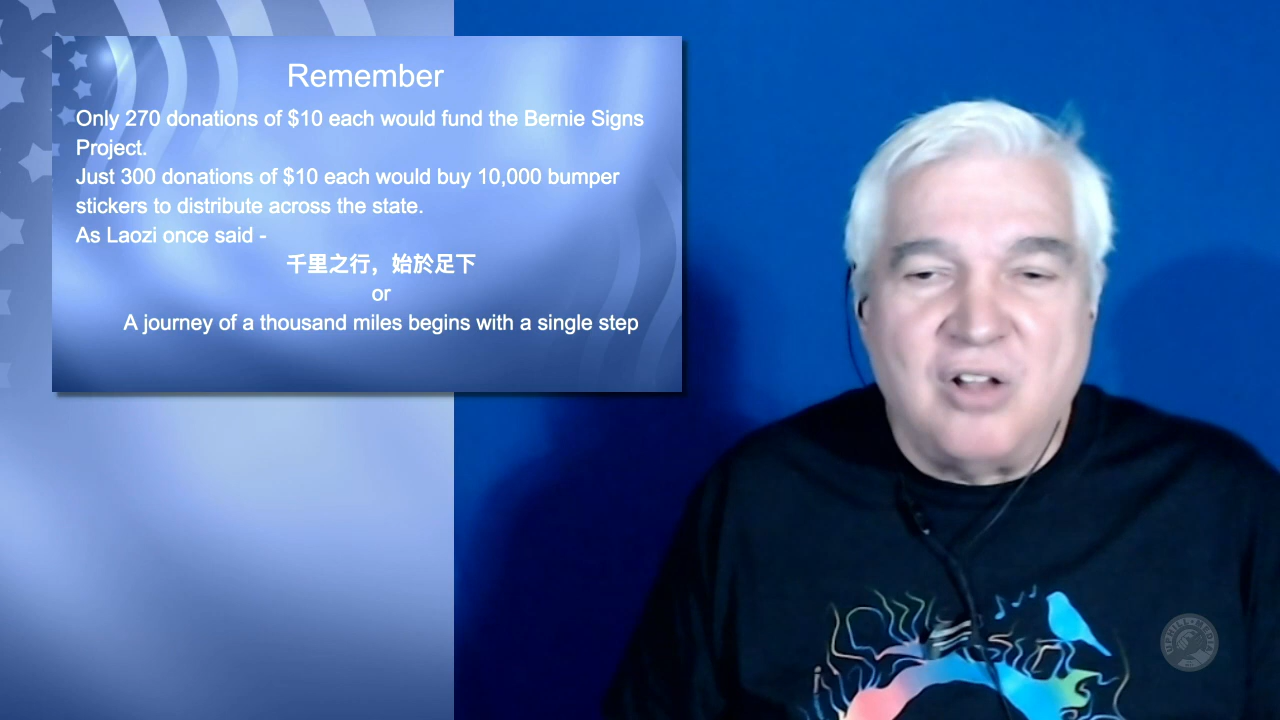 Remember
Only 270 donations of $10 each would fund the Bernie Signs
Project.
Just 300 donations of $10 each would buy 10,000 bumper
stickers to distribute across the state.
As Laozi once said -
千里之行，始於足下
or
A journey of a thousand miles begins with a single step